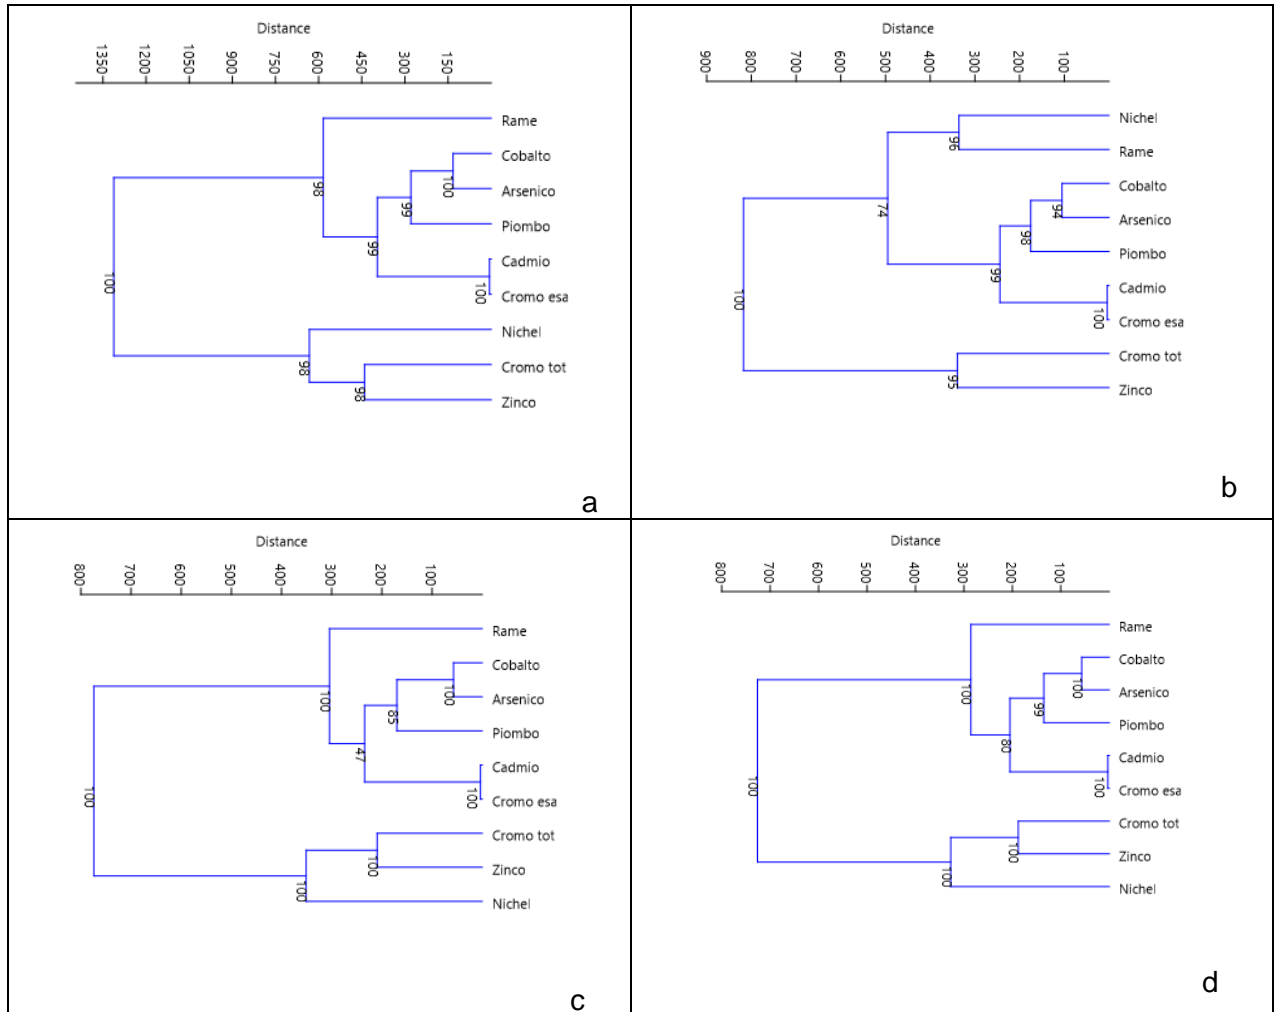 Distance
1350 1200 1050 900 750 600 450 300 150
Rame
Cobalto
Arsenico
Piombo
Cadmio
Cromo esa
Nichel
Cromo tot
Zinco
100
98
99
99
100
100
98
98
a
Distance
900 800 700 600 500 400 300 200 100
Nichel
Rame
Cobalto
Arsenico
Piombo
Cadmio
Cromo esa
Cromo tot
Zinco
100
74
96
99
98
94
100
95
b
Distance
800 700 600 500 400 300 200 100
Rame
Cobalto
Arsenico
Piombo
Cadmio
Cromo esa
Cromo tot
Zinco
Nichel
100
100
47
85
100
100
100
100
c
Distance
800 700 600 500 400 300 200 100
Rame
Cobalto
Arsenico
Piombo
Cadmio
Cromo esa
Cromo tot
Zinco
Nichel
100
100
80
99
100
100
100
100
d